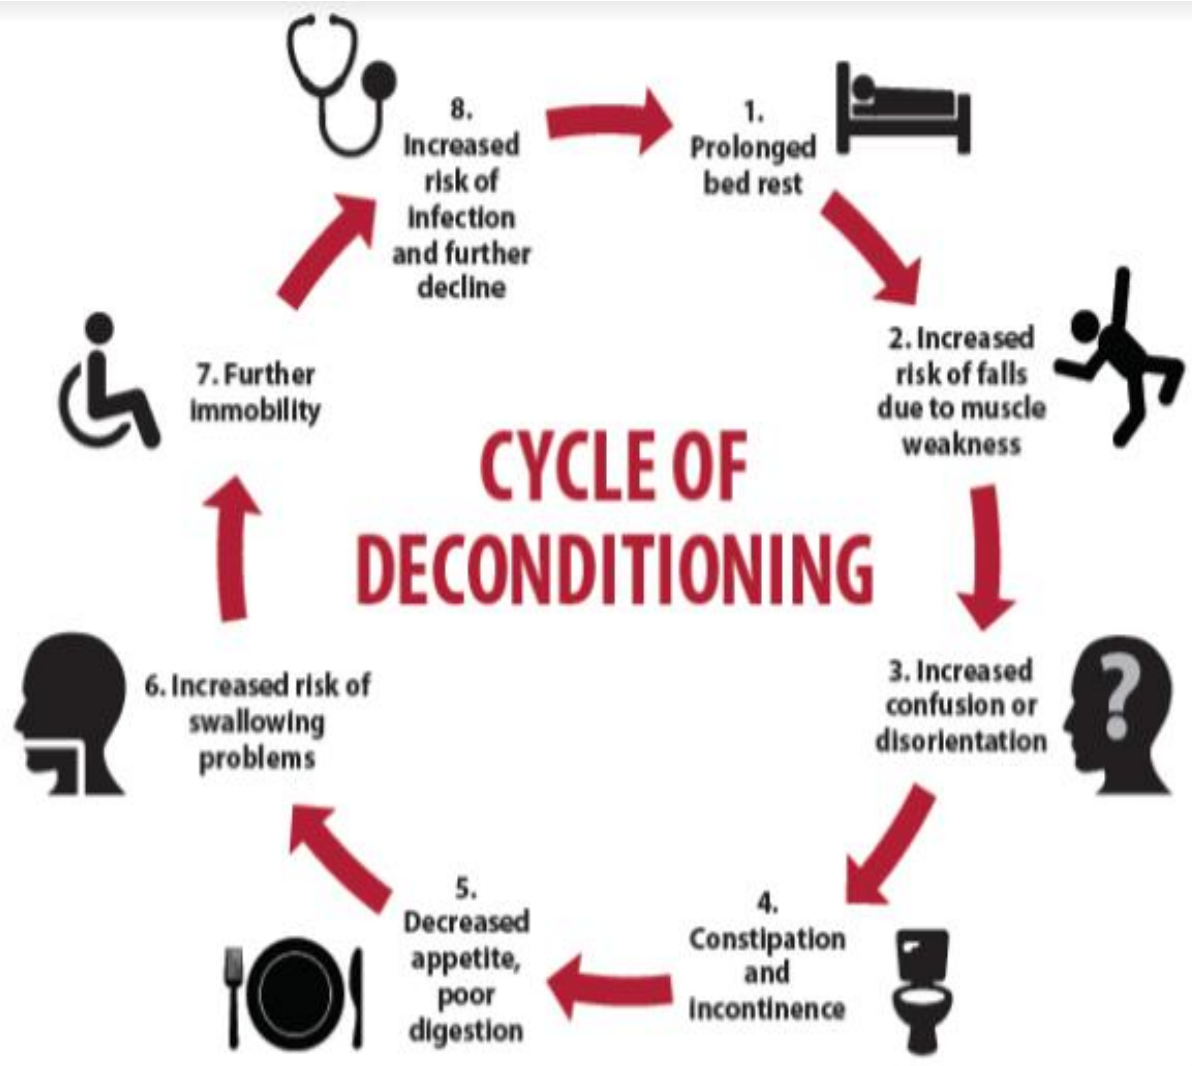 CYCLE OF
DECONDITIONING
1.
Prolonged
bed rest
2. Increased
risk of falls
due to muscle
weakness
3. Increased
confusion or
disorientation
4.
Constipation
and
incontinence
5.
Decreased
appetite,
poor
digestion
6. Increased risk of
swallowing
problems
7. Further
immobility
8.
Increased
risk of
infection
and further
decline
?